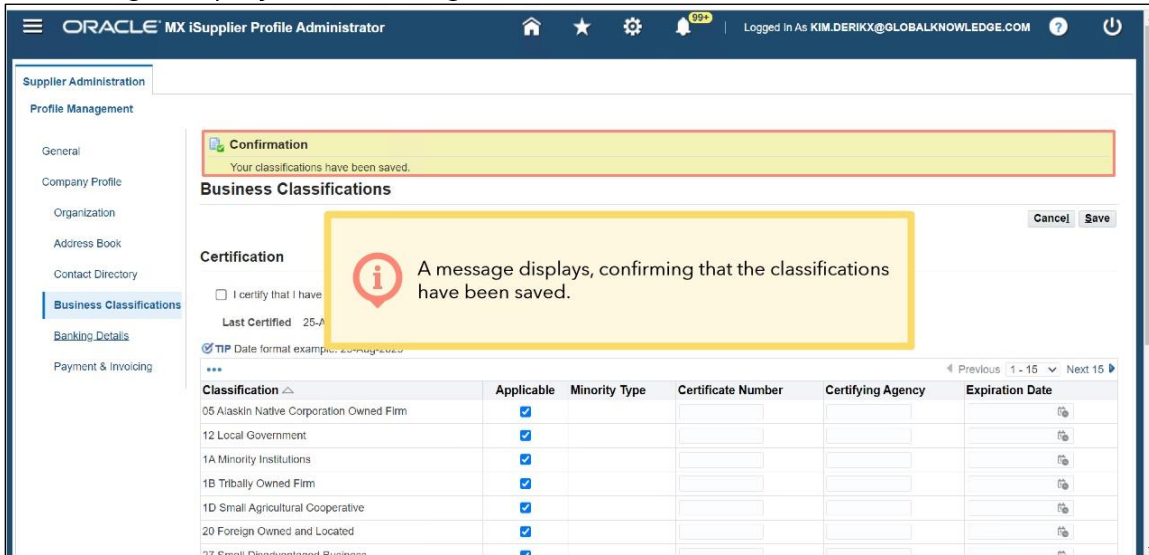 ORACLE MX iSupplier Profile Administrator
99+
Logged In As KIM.DERIKX@GLOBALKNOWLEDGE.COM
?
Supplier Administration
Profile Management
General
Company Profile
Organization
Address Book
Contact Directory
Business Classifications
Banking Details
Payment & Invoicing
Confirmation
Your classifications have been saved.
Business Classifications
Cancel Save
Certification
A message displays, confirming that the classifications
have been saved.
I certify that I have
Last Certified 25-A
TIP Date format example:
Previous 1 - 15 Next 15
Classification Applicable Minority Type Certificate Number Certifying Agency Expiration Date
05 Alaskin Native Corporation Owned Firm
12 Local Government
1A Minority Institutions
1B Tribally Owned Firm
1D Small Agricultural Cooperative
20 Foreign Owned and Located
27 Small Disadvantaged Business